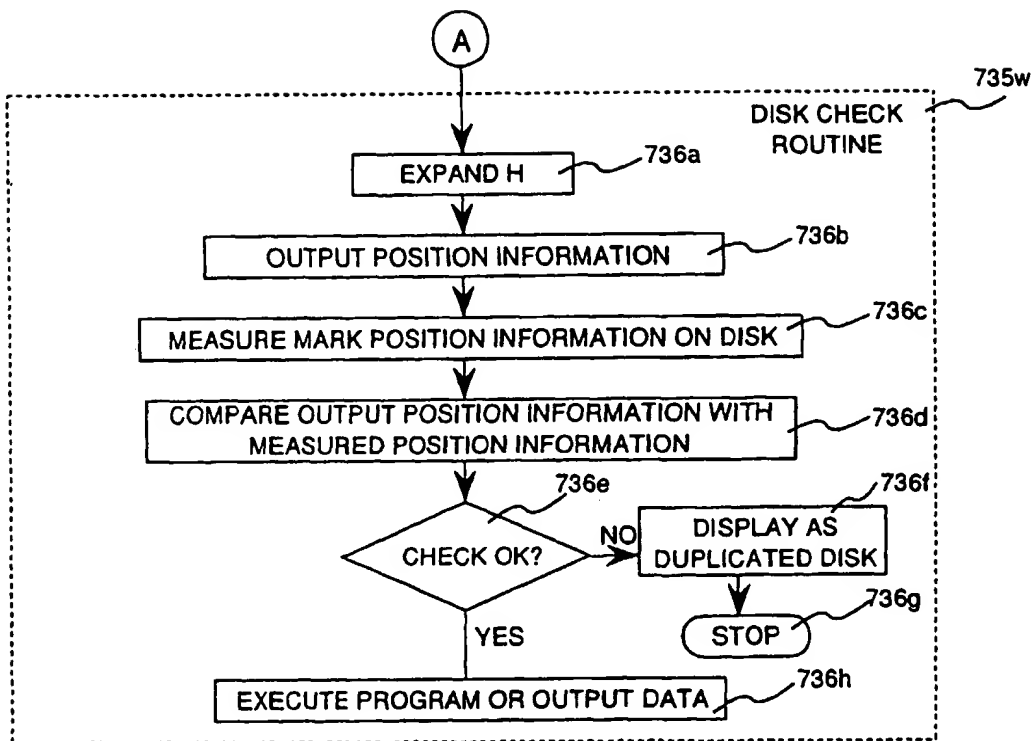 A
735w
DISK CHECK
ROUTINE
736a
EXPAND H
736b
OUTPUT POSITION INFORMATION
736c
MEASURE MARK POSITION INFORMATION ON DISK
COMPARE OUTPUT POSITION INFORMATION WITH
MEASURED POSITION INFORMATION
736d
736e
CHECK OK?
NO
736f
DISPLAY AS
DUPLICATED DISK
736g
STOP
YES
736h
EXECUTE PROGRAM OR OUTPUT DATA